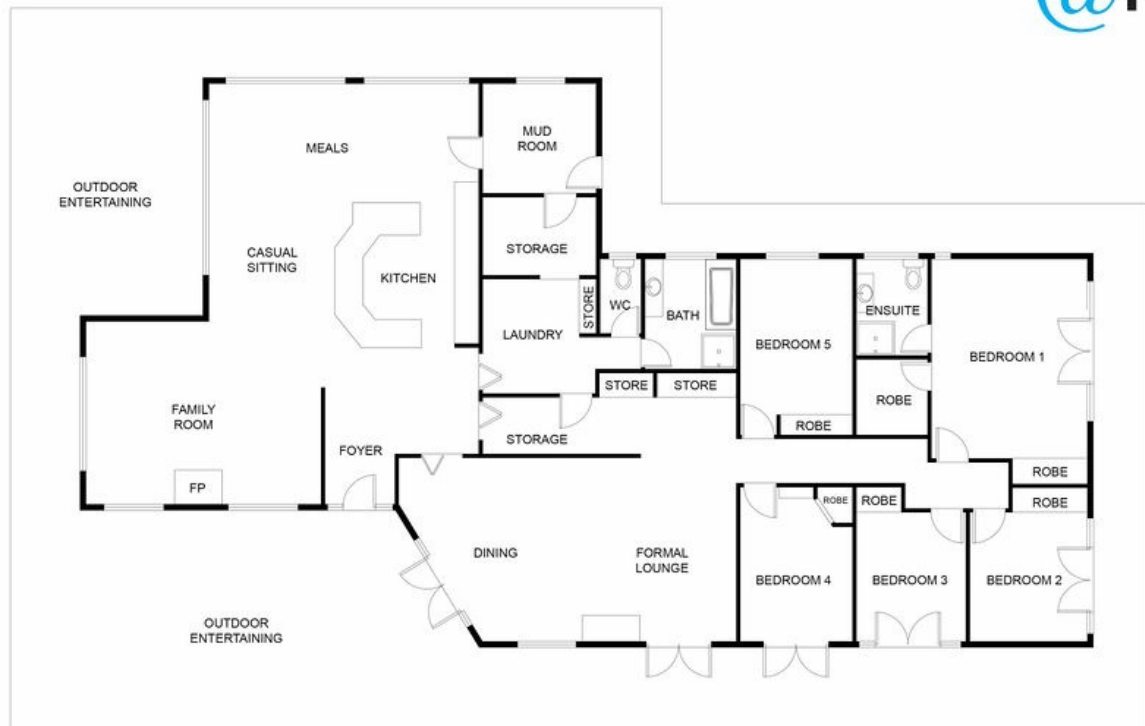 MUD
ROOM
MEALS
OUTDOOR
ENTERTAINING
STORAGE
CASUAL
SITTING
KITCHEN
STORE
WC
BATH
ENSUITE
LAUNDRY
BEDROOM 5
BEDROOM 1
STORE
STORE
ROBE
FAMILY
ROOM
ROBE
STORAGE
FOYER
ROBE
FP
ROBE
ROBE
ROBE
DINING
FORMAL
LOUNGE
BEDROOM 4
BEDROOM 3
BEDROOM 2
OUTDOOR
ENTERTAINING